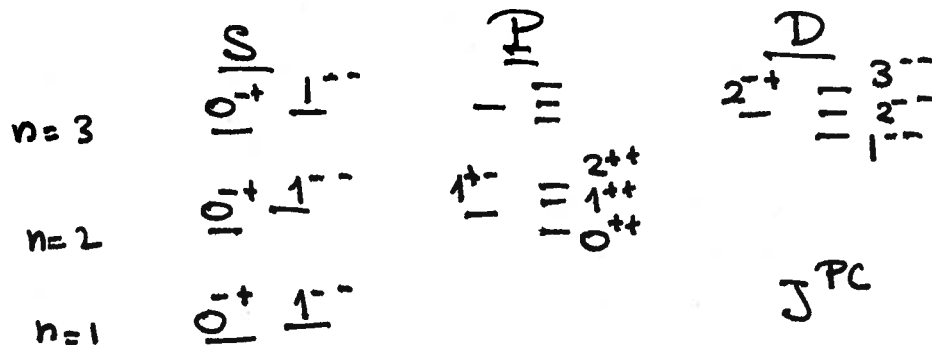 S P D
n=3 0⁻⁺ 1⁻⁻ 2⁻⁺ 3⁻⁻
2⁻⁻
1⁻⁻
n=2 0⁻⁺ 1⁻⁻ 1⁺⁻ 2⁺⁺
1⁺⁺
0⁺⁺
n=1 0⁻⁺ 1⁻⁻
J^PC